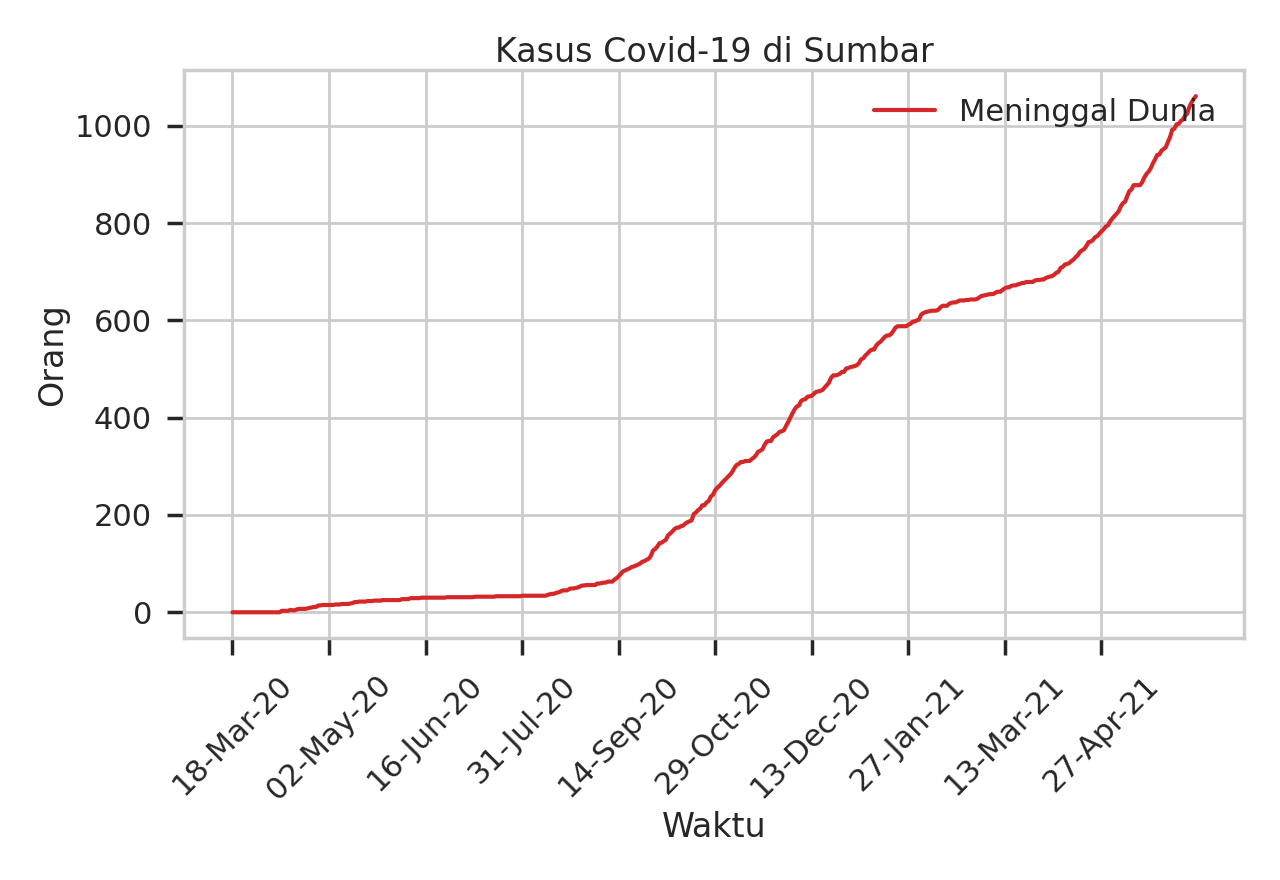 Kasus Covid-19 di Sumbar
Meninggal Dunia
Orang
1000
800
600
400
200
0
18-Mar-20
02-May-20
16-Jun-20
31-Jul-20
14-Sep-20
29-Oct-20
13-Dec-20
27-Jan-21
13-Mar-21
27-Apr-21
Waktu